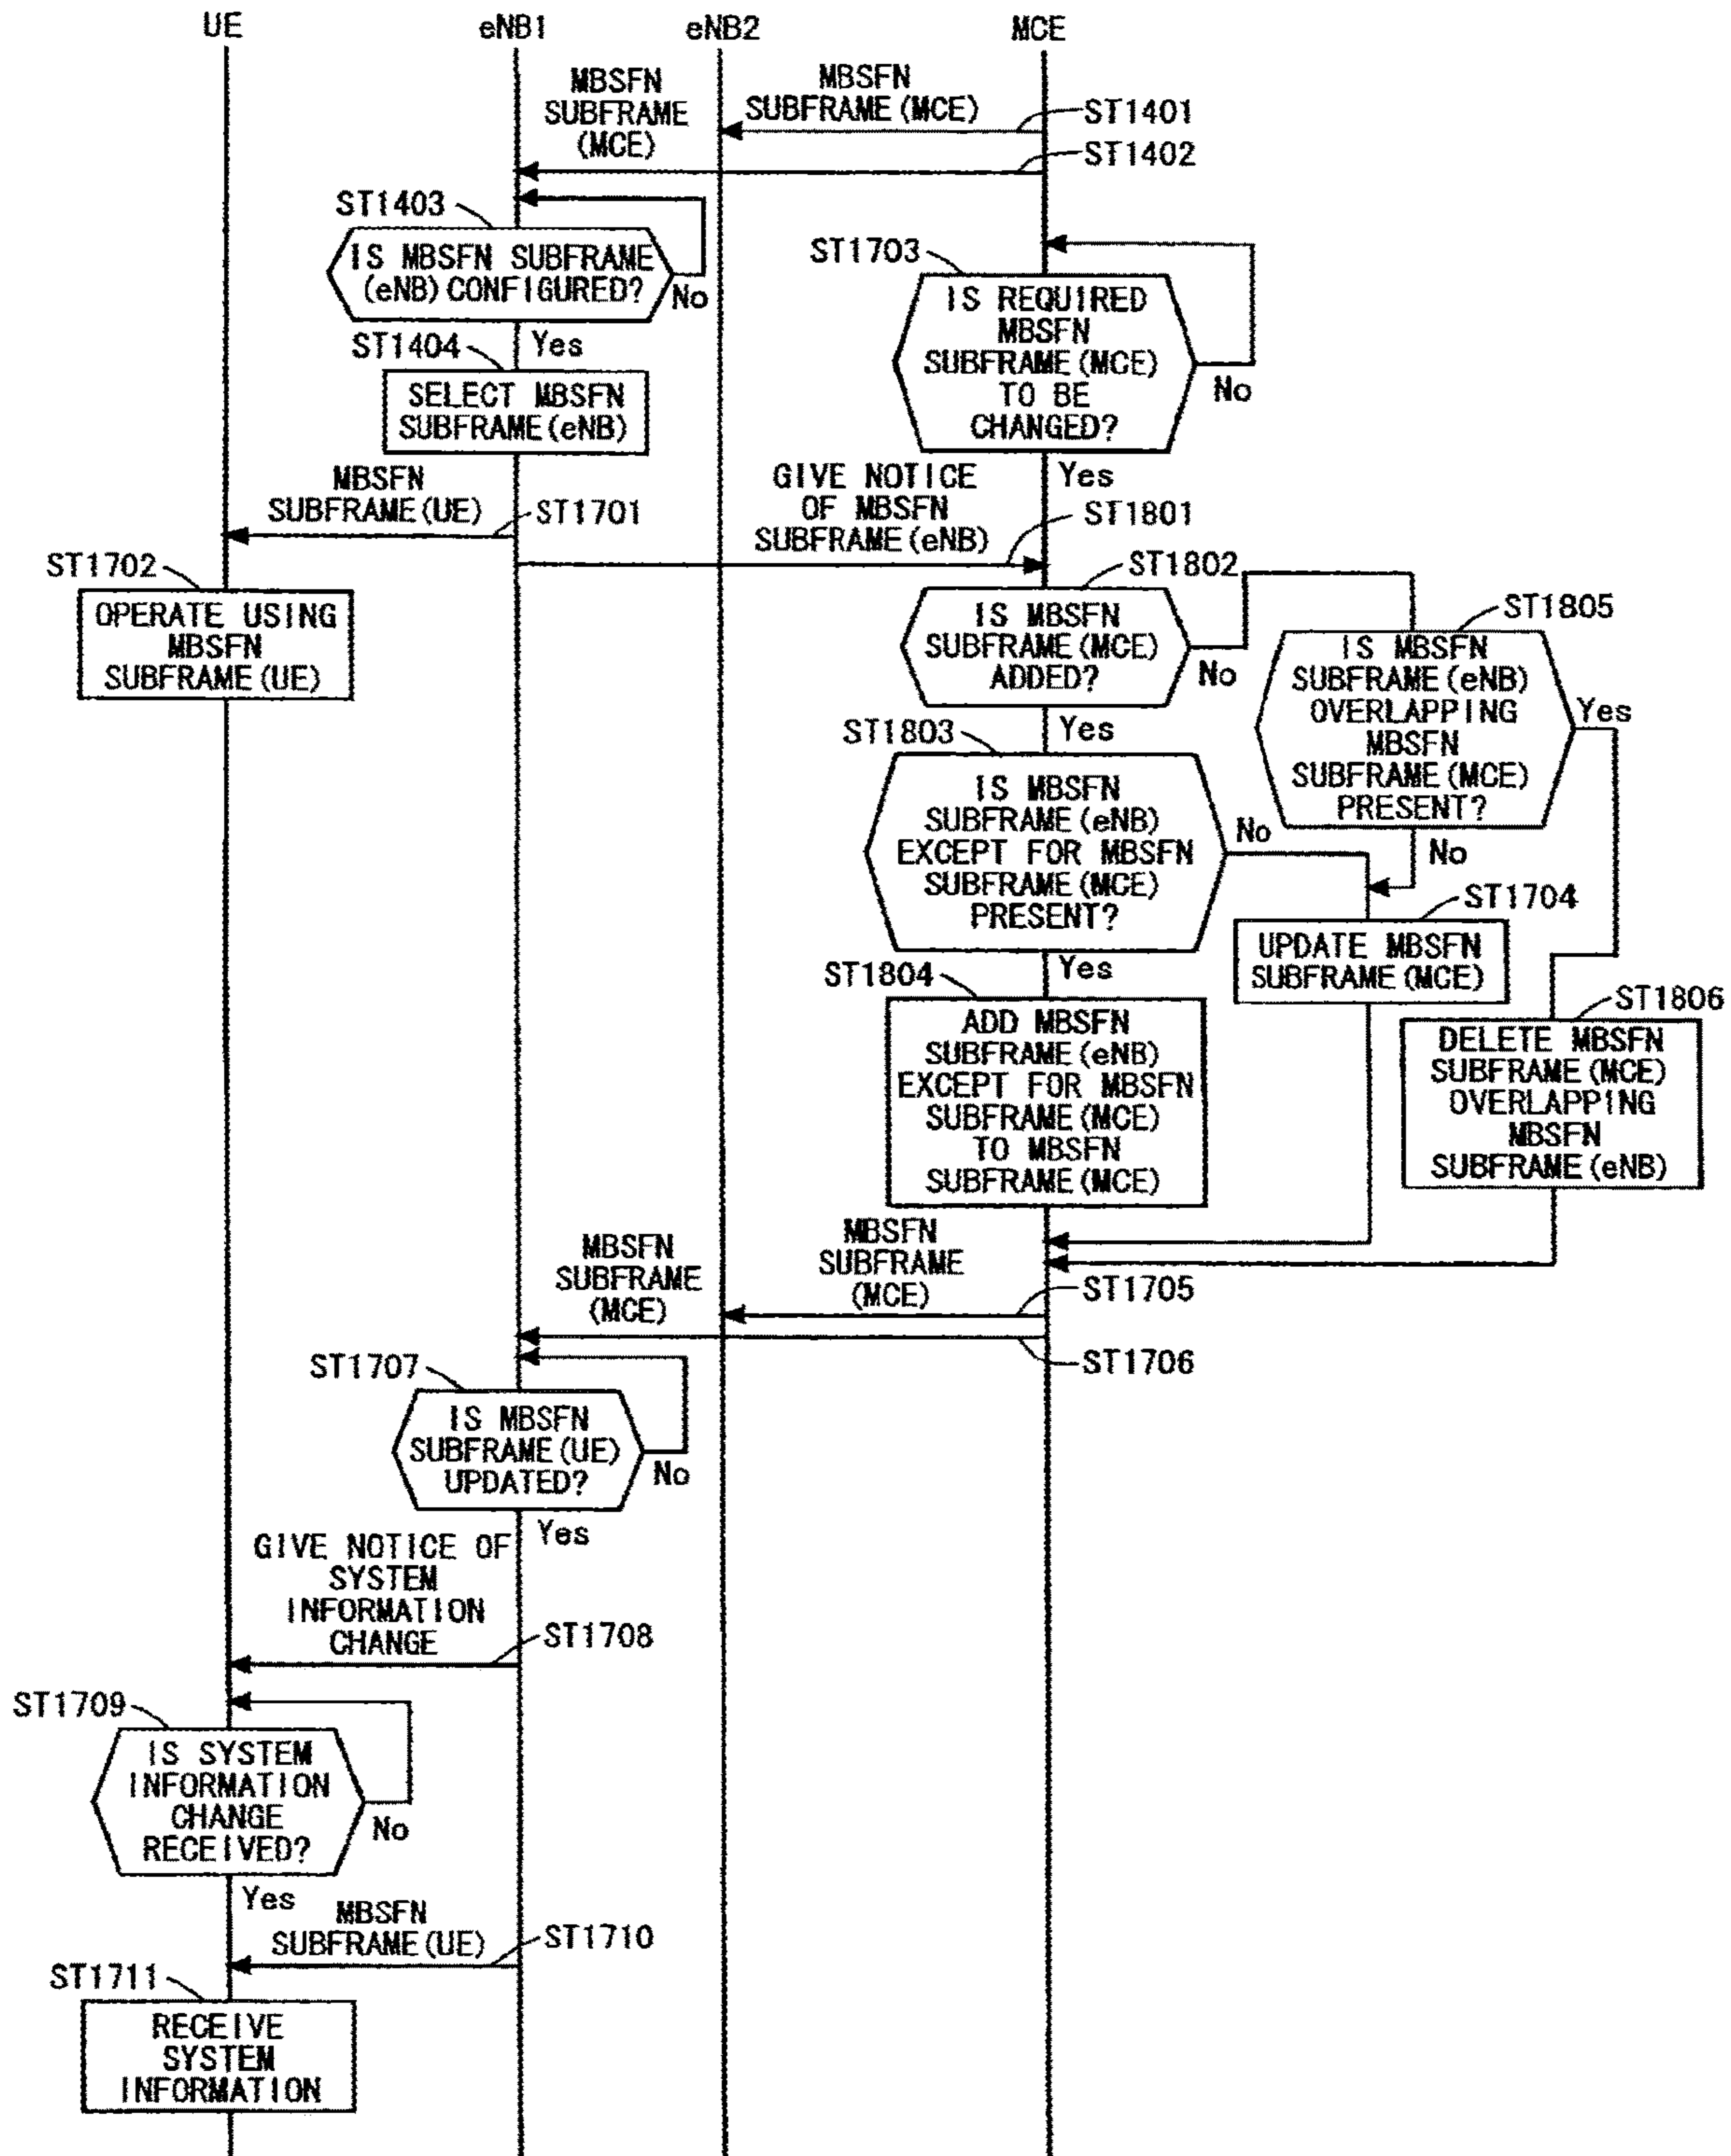 UE
eNB1
eNB2
MCE
MBSFN
SUBFRAME
(MCE)
MBSFN
SUBFRAME(MCE)
ST1401
ST1402
ST1403
IS MBSFN SUBFRAME
(eNB)CONFIGURED?
No
Yes
ST1703
IS REQUIRED
MBSFN
SUBFRAME(MCE)
TO BE
CHANGED?
No
Yes
ST1404
SELECT MBSFN
SUBFRAME(eNB)
MBSFN
SUBFRAME(UE)
ST1701
GIVE NOTICE
OF MBSFN
SUBFRAME(eNB)
ST1801
ST1702
OPERATE USING
MBSFN
SUBFRAME(UE)
ST1802
IS MBSFN
SUBFRAME(MCE)
ADDED?
No
Yes
ST1805
IS MBSFN
SUBFRAME(eNB)
OVERLAPPING
MBSFN
SUBFRAME(MCE)
PRESENT?
Yes
No
ST1803
IS MBSFN
SUBFRAME(eNB)
EXCEPT FOR MBSFN
SUBFRAME(MCE)
PRESENT?
No
Yes
ST1704
UPDATE MBSFN
SUBFRAME(MCE)
ST1804
ADD MBSFN
SUBFRAME(eNB)
EXCEPT FOR MBSFN
SUBFRAME(MCE)
TO MBSFN
SUBFRAME(MCE)
ST1806
DELETE MBSFN
SUBFRAME(MCE)
OVERLAPPING
MBSFN
SUBFRAME(eNB)
MBSFN
SUBFRAME
(MCE)
MBSFN
SUBFRAME
(MCE)
ST1705
ST1706
ST1707
IS MBSFN
SUBFRAME(UE)
UPDATED?
No
Yes
GIVE NOTICE OF
SYSTEM
INFORMATION
CHANGE
ST1708
ST1709
IS SYSTEM
INFORMATION
CHANGE
RECEIVED?
No
Yes
MBSFN
SUBFRAME(UE)
ST1710
ST1711
RECEIVE
SYSTEM
INFORMATION